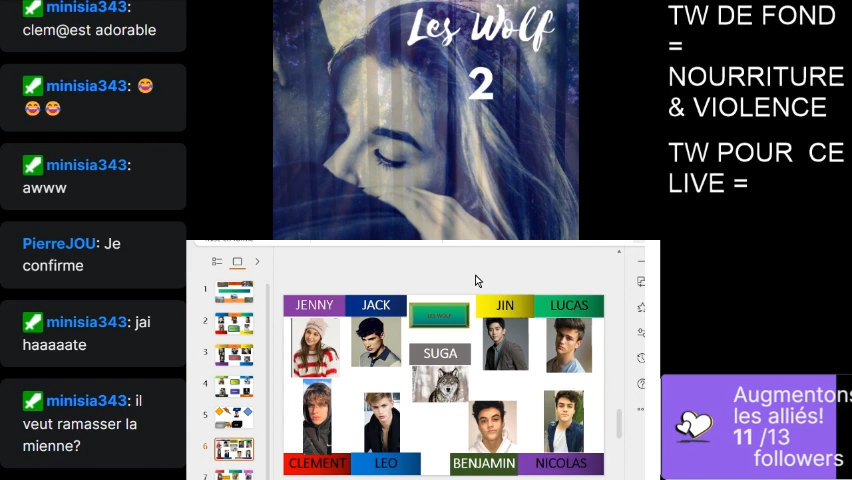 minisia343:
clem@est adorable
minisia343: 😂
😂 😂
minisia343:
awww
PierreJOU: Je
confirme
minisia343: jai
haaaaate
minisia343: il
veut ramasser la
mienne?
Les Wolf
2
TW DE FOND
=
NOURRITURE
& VIOLENCE
TW POUR CE
LIVE =
1
2
3
4
5
6
7
JENNY
JACK
JIN
LUCAS
SUGA
CLEMENT
LEO
BENJAMIN
NICOLAS
Augmentons
les alliés!
11 /13
followers